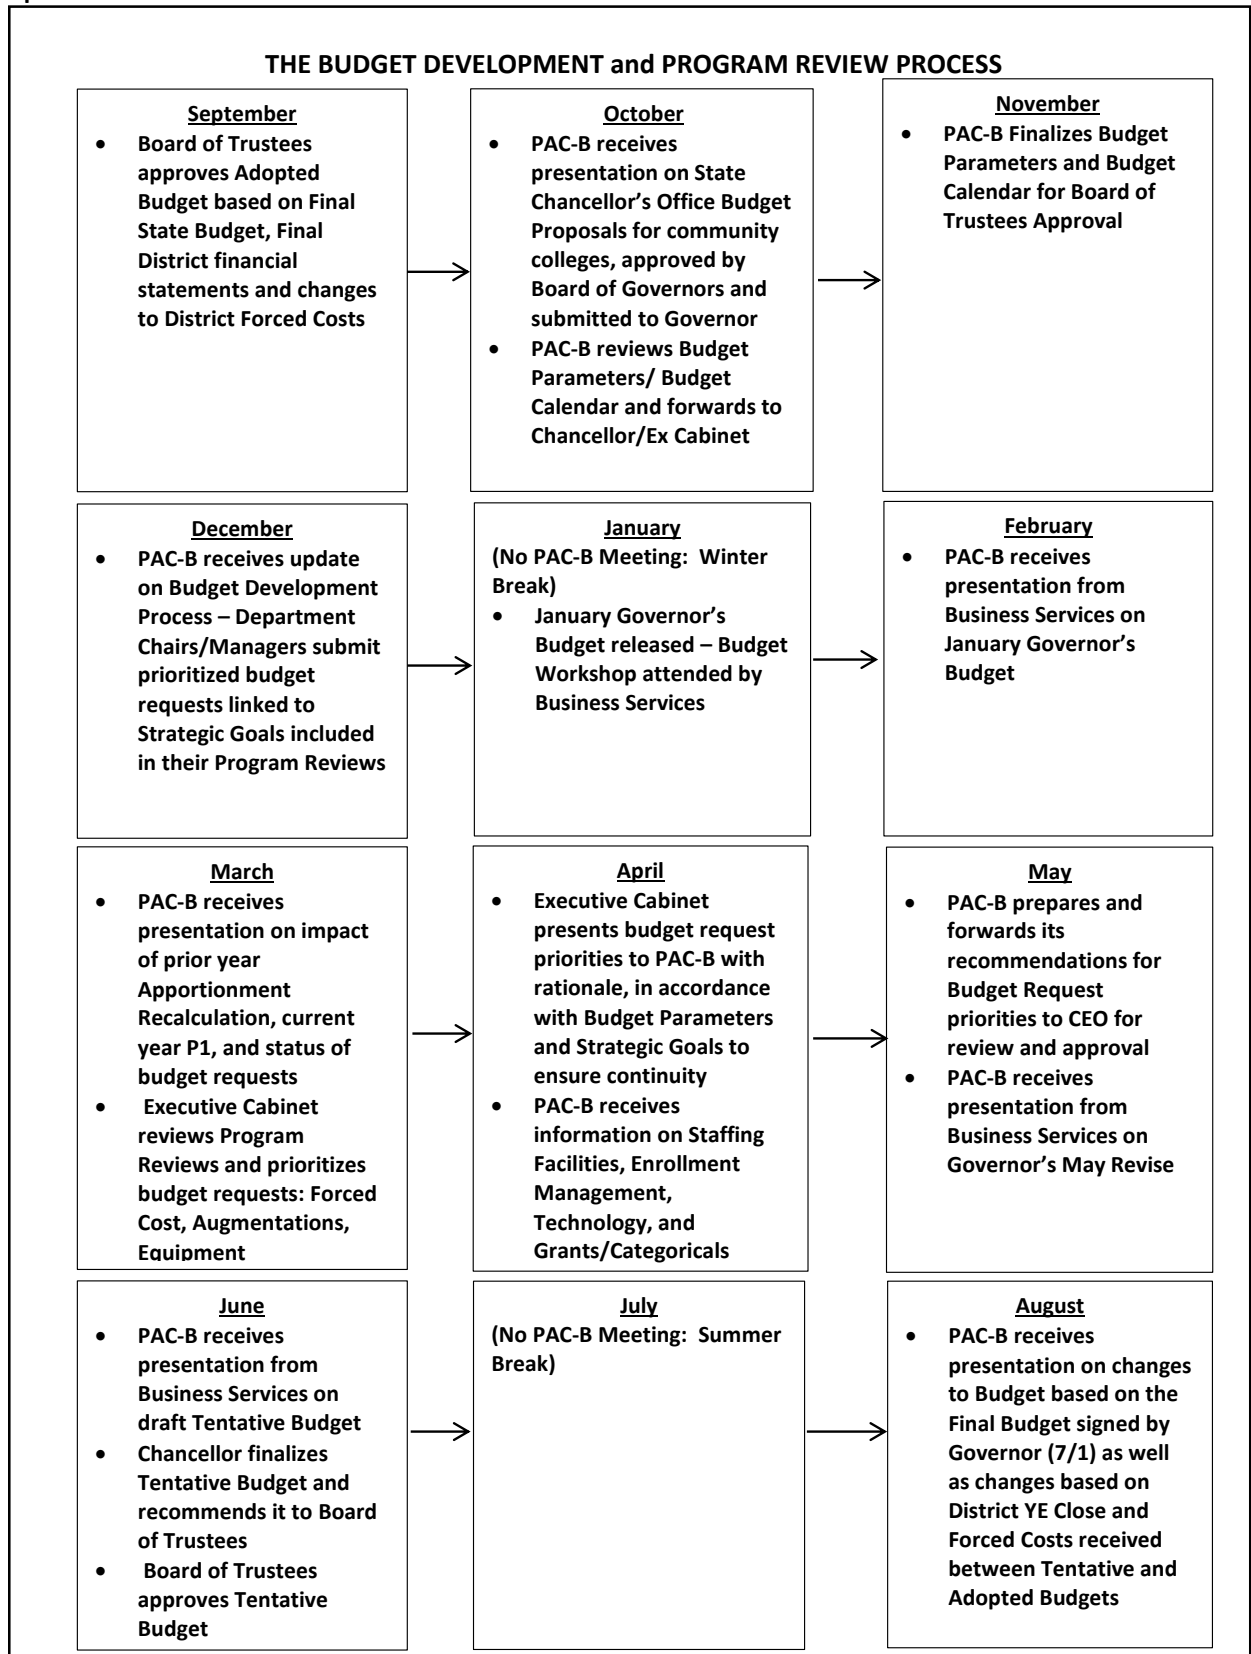 THE BUDGET DEVELOPMENT and PROGRAM REVIEW PROCESS
September
• Board of Trustees
approves Adopted
Budget based on Final
State Budget, Final
District financial
statements and changes
to District Forced Costs
October
• PAC-B receives
presentation on State
Chancellor’s Office Budget
Proposals for community
colleges, approved by
Board of Governors and
submitted to Governor
• PAC-B reviews Budget
Parameters/ Budget
Calendar and forwards to
Chancellor/Ex Cabinet
November
• PAC-B Finalizes Budget
Parameters and Budget
Calendar for Board of
Trustees Approval
December
• PAC-B receives update
on Budget Development
Process – Department
Chairs/Managers submit
prioritized budget
requests linked to
Strategic Goals included
in their Program Reviews
January
(No PAC-B Meeting: Winter
Break)
• January Governor’s
Budget released – Budget
Workshop attended by
Business Services
February
• PAC-B receives
presentation from
Business Services on
January Governor’s
Budget
March
• PAC-B receives
presentation on impact
of prior year
Apportionment
Recalculation, current
year P1, and status of
budget requests
• Executive Cabinet
reviews Program
Reviews and prioritizes
budget requests: Forced
Cost, Augmentations,
Equipment
April
• Executive Cabinet
presents budget request
priorities to PAC-B with
rationale, in accordance
with Budget Parameters
and Strategic Goals to
ensure continuity
• PAC-B receives
information on Staffing
Facilities, Enrollment
Management,
Technology, and
Grants/Categoricals
May
• PAC-B prepares and
forwards its
recommendations for
Budget Request
priorities to CEO for
review and approval
• PAC-B receives
presentation from
Business Services on
Governor’s May Revise
June
• PAC-B receives
presentation from
Business Services on
draft Tentative Budget
• Chancellor finalizes
Tentative Budget and
recommends it to Board
of Trustees
• Board of Trustees
approves Tentative
Budget
July
(No PAC-B Meeting: Summer
Break)
August
• PAC-B receives
presentation on changes
to Budget based on the
Final Budget signed by
Governor (7/1) as well
as changes based on
District YE Close and
Forced Costs received
between Tentative and
Adopted Budgets